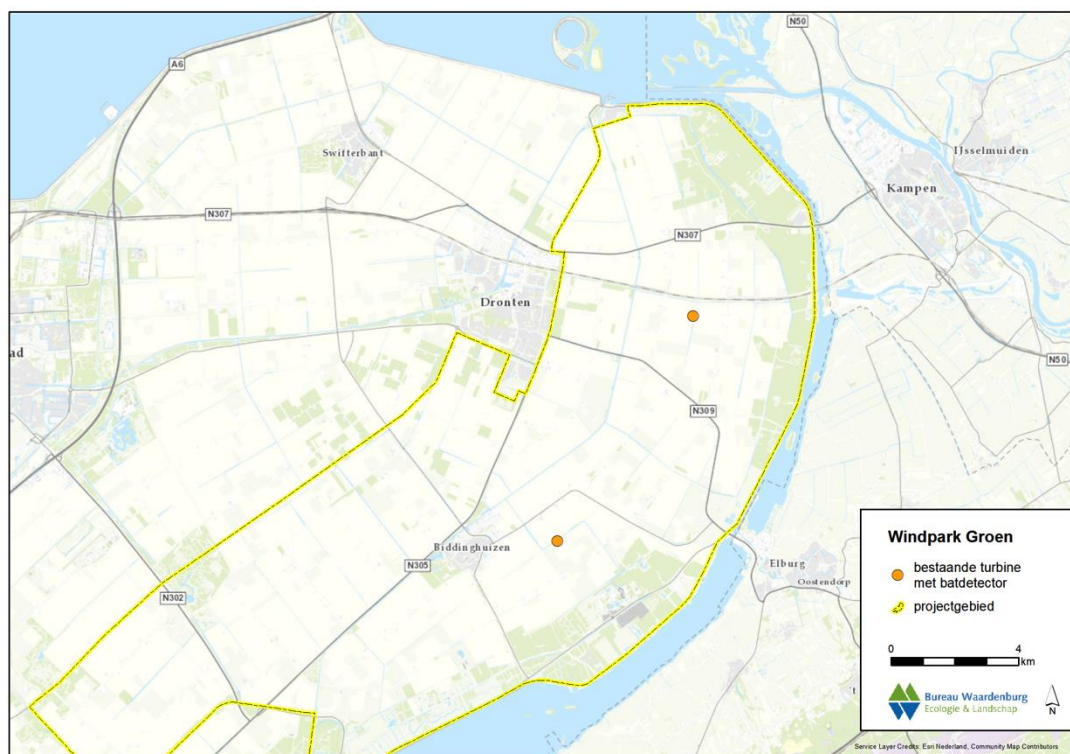 N50
A6
Swifterbant
IJsselmuiden
Kampen
N307
N307
Dronten
ad
N50
N309
Windpark Groen
bestaande turbine
met batdetector
projectgebied
0 4
km
Bureau Waardenburg
Ecologie & Landschap
N
Biddinghuizen
Elburg
Oostendorp
N305
N302
't
Service Layer Credits: Esri Nederland, Community Map Contributors